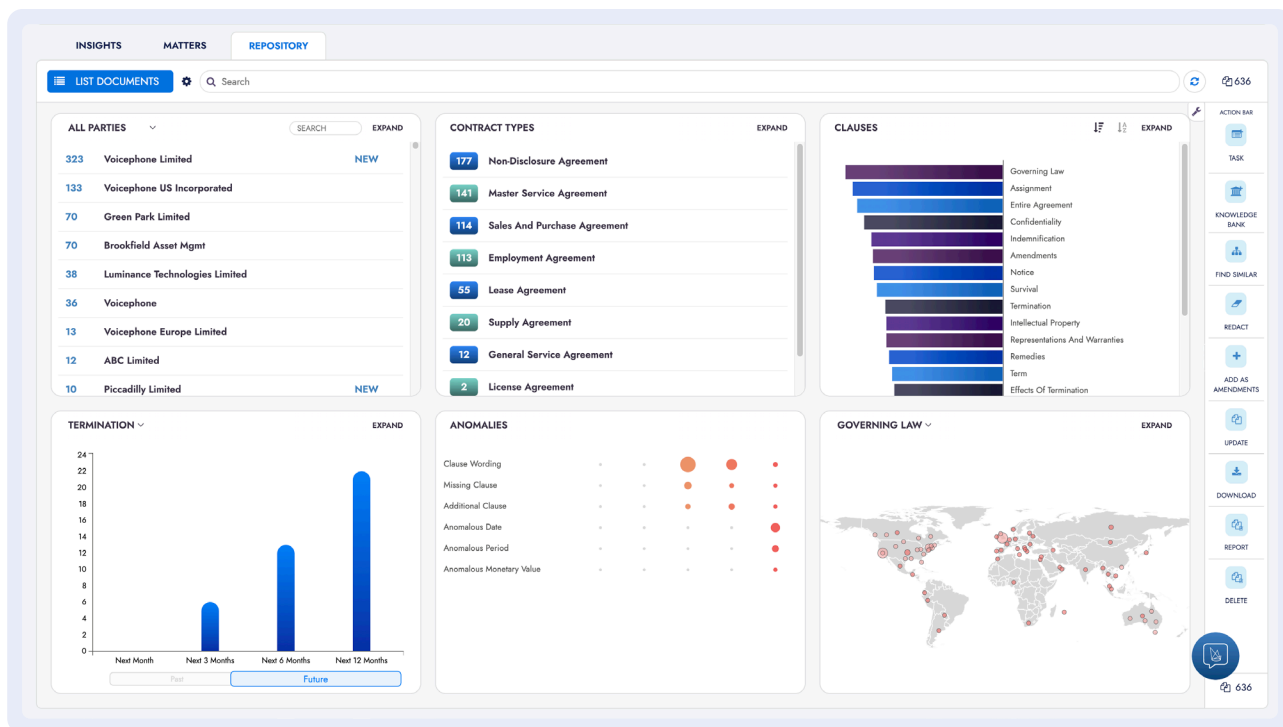 INSIGHTS MATTERS REPOSITORY
LIST DOCUMENTS Search 636
ALL PARTIES SEARCH EXPAND
323 Voicephone Limited NEW
133 Voicephone US Incorporated
70 Green Park Limited
70 Brookfield Asset Mgmt
38 Luminance Technologies Limited
36 Voicephone
13 Voicephone Europe Limited
12 ABC Limited
10 Piccadilly Limited NEW
CONTRACT TYPES EXPAND
177 Non-Disclosure Agreement
141 Master Service Agreement
114 Sales And Purchase Agreement
113 Employment Agreement
55 Lease Agreement
20 Supply Agreement
12 General Service Agreement
2 License Agreement
CLAUSES EXPAND
Governing Law
Assignment
Entire Agreement
Confidentiality
Indemnification
Amendments
Notice
Survival
Termination
Intellectual Property
Representations And Warranties
Remedies
Term
Effects Of Termination
TERMINATION EXPAND
24
22
20
18
16
14
12
10
8
6
4
2
0
Next Month Next 3 Months Next 6 Months Next 12 Months
Past Future
ANOMALIES
Clause Wording
Missing Clause
Additional Clause
Anomalous Date
Anomalous Period
Anomalous Monetary Value
GOVERNING LAW EXPAND
ACTION BAR
TASK
KNOWLEDGE
BANK
FIND SIMILAR
REDACT
ADD AS
AMENDMENTS
UPDATE
DOWNLOAD
REPORT
DELETE
636